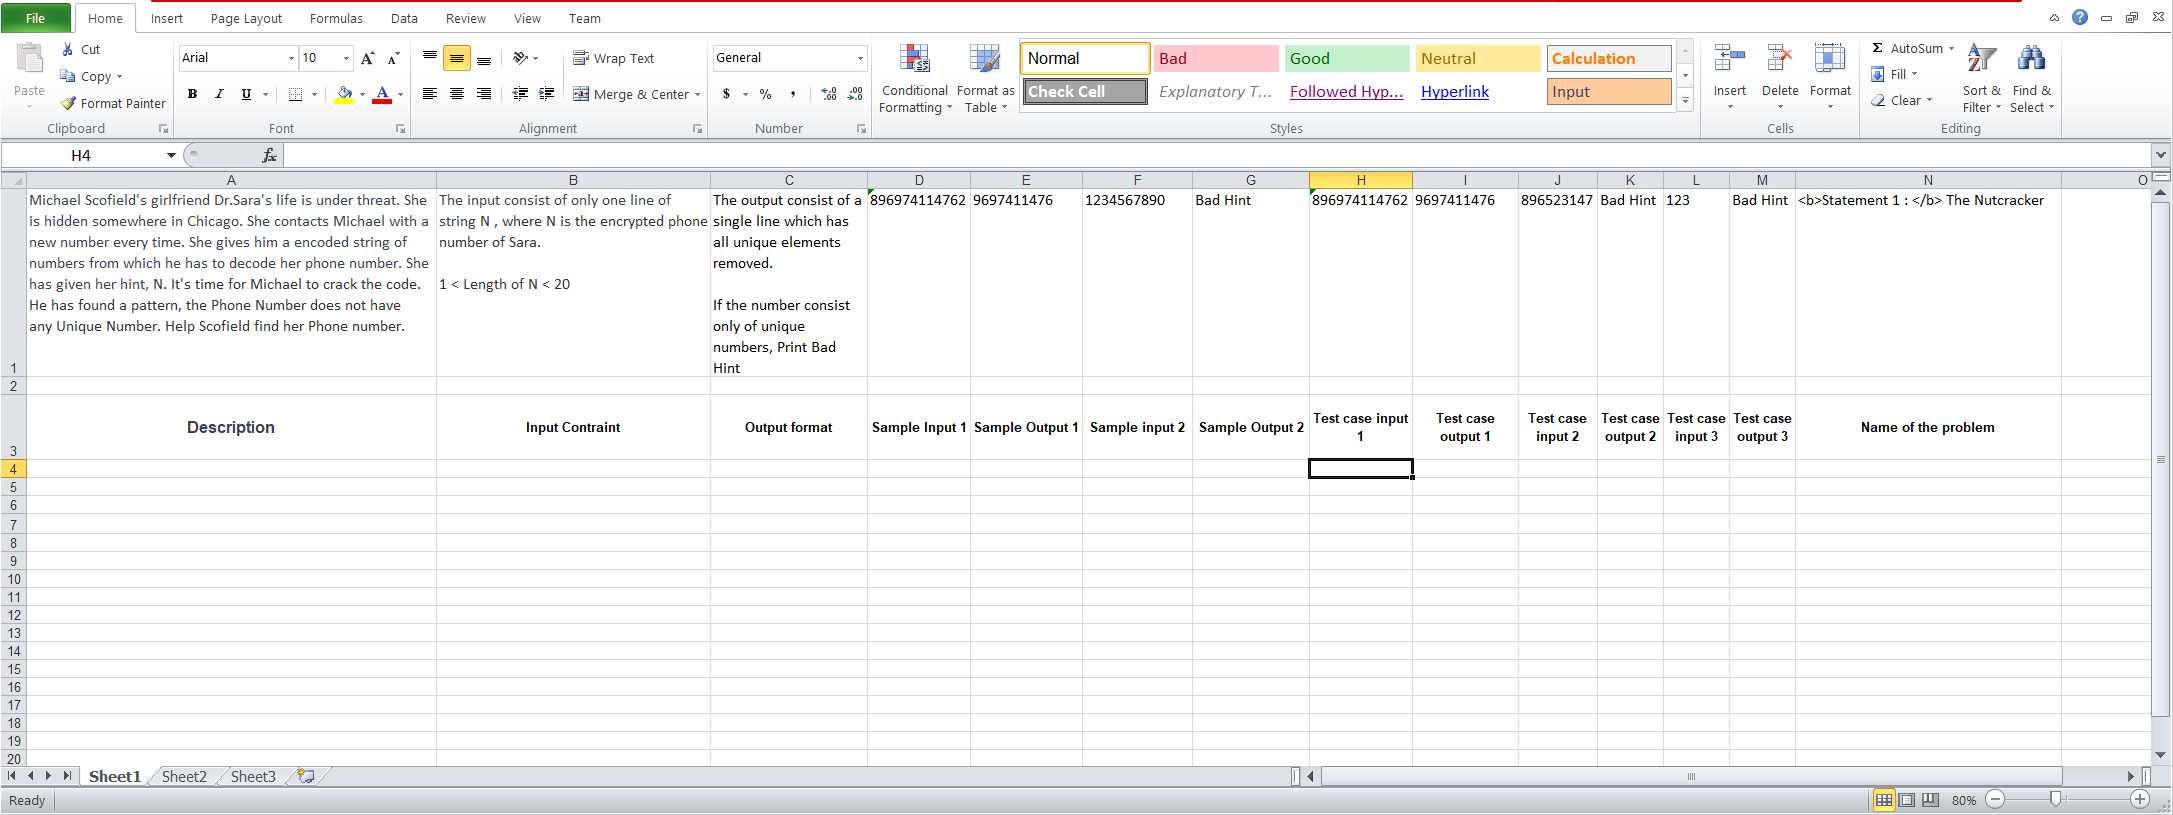 File Home Insert Page Layout Formulas Data Review View Team
Cut
Copy
Format Painter
Paste
Clipboard
Arial 10
B I U
Font
Wrap Text
Merge & Center
Alignment
General
$ % ,
Number
Conditional Formatting
Format as Table
Normal Bad Good Neutral Calculation
Check Cell Explanatory T... Followed Hyp... Hyperlink Input
Styles
Insert Delete Format
Cells
Σ AutoSum
Fill
Clear
Sort & Filter
Find & Select
Editing
H4 fx
A B C D E F G H I J K L M N O
Michael Scofield's girlfriend Dr.Sara's life is under threat. She
is hidden somewhere in Chicago. She contacts Michael with a
new number every time. She gives him a encoded string of
numbers from which he has to decode her phone number. She
has given her hint, N. It's time for Michael to crack the code.
He has found a pattern, the Phone Number does not have
any Unique Number. Help Scofield find her Phone number.
The input consist of only one line of
string N , where N is the encrypted phone
number of Sara.
1 < Length of N < 20
The output consist of a
single line which has
all unique elements
removed.
If the number consist
only of unique
numbers, Print Bad
Hint
896974114762 9697411476 1234567890 Bad Hint 896974114762 9697411476 896523147 Bad Hint 123 Bad Hint <b>Statement 1 : </b> The Nutcracker
1
2
3
Description
Input Contraint
Output format
Sample Input 1
Sample Output 1
Sample input 2
Sample Output 2
Test case input
1
Test case
output 1
Test case
input 2
Test case
output 2
Test case
input 3
Test case
output 3
Name of the problem
4
5
6
7
8
9
10
11
12
13
14
15
16
17
18
19
20
Sheet1 Sheet2 Sheet3
Ready 80%